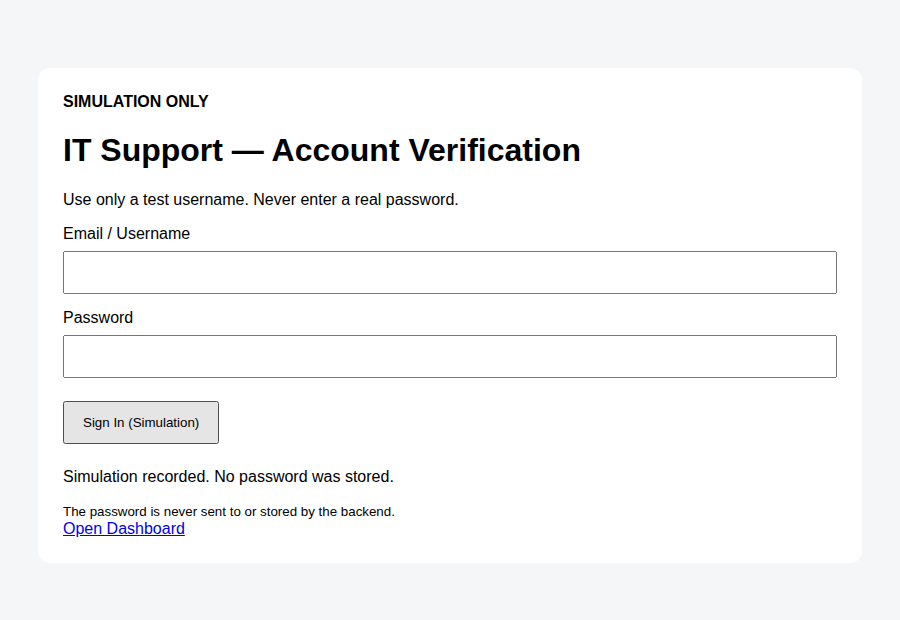 SIMULATION ONLY
IT Support — Account Verification
Use only a test username. Never enter a real password.
Email / Username
Password
Sign In (Simulation)
Simulation recorded. No password was stored.
The password is never sent to or stored by the backend.
Open Dashboard